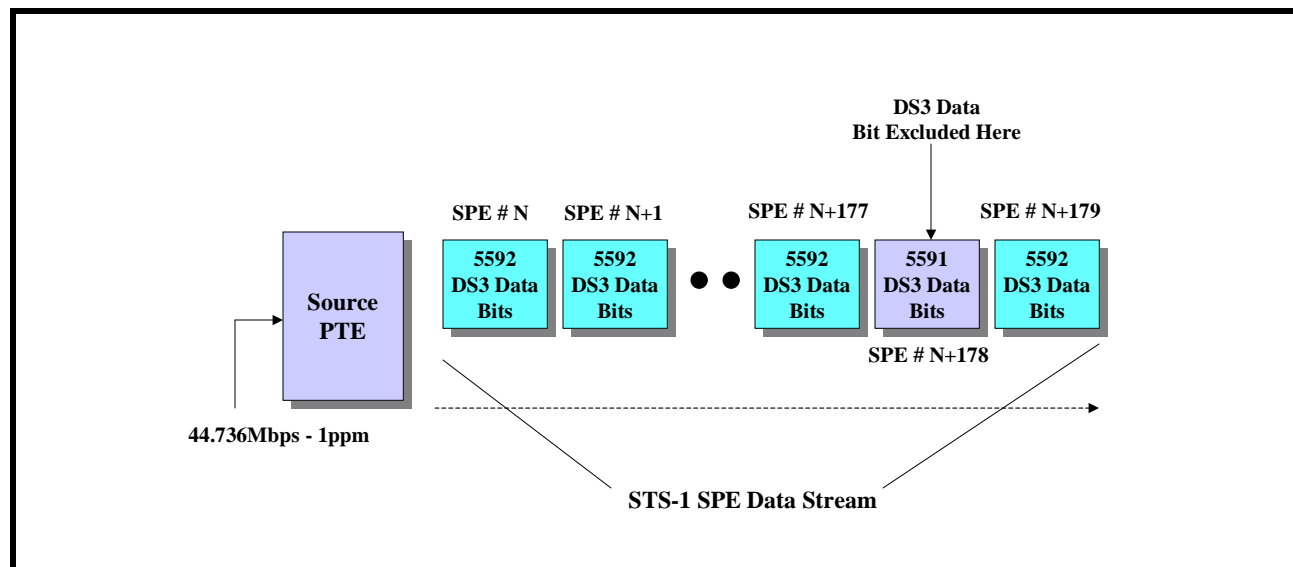 DS3 Data
Bit Excluded Here
SPE # N
SPE # N+1
SPE # N+177
SPE # N+179
Source
PTE
5592
DS3 Data
Bits
5592
DS3 Data
Bits
5592
DS3 Data
Bits
5591
DS3 Data
Bits
5592
DS3 Data
Bits
SPE # N+178
44.736Mbps - 1ppm
STS-1 SPE Data Stream